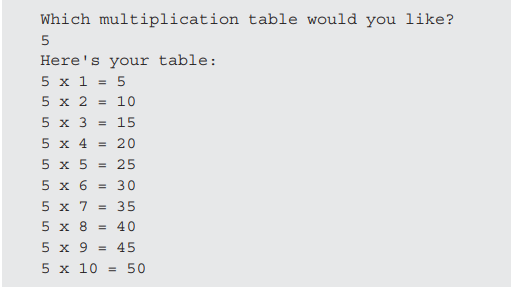 Which multiplication table would you like?
5
Here's your table:
5 x 1 = 5
5 x 2 = 10
5 x 3 = 15
5 x 4 = 20
5 x 5 = 25
5 x 6 = 30
5 x 7 = 35
5 x 8 = 40
5 x 9 = 45
5 x 10 = 50